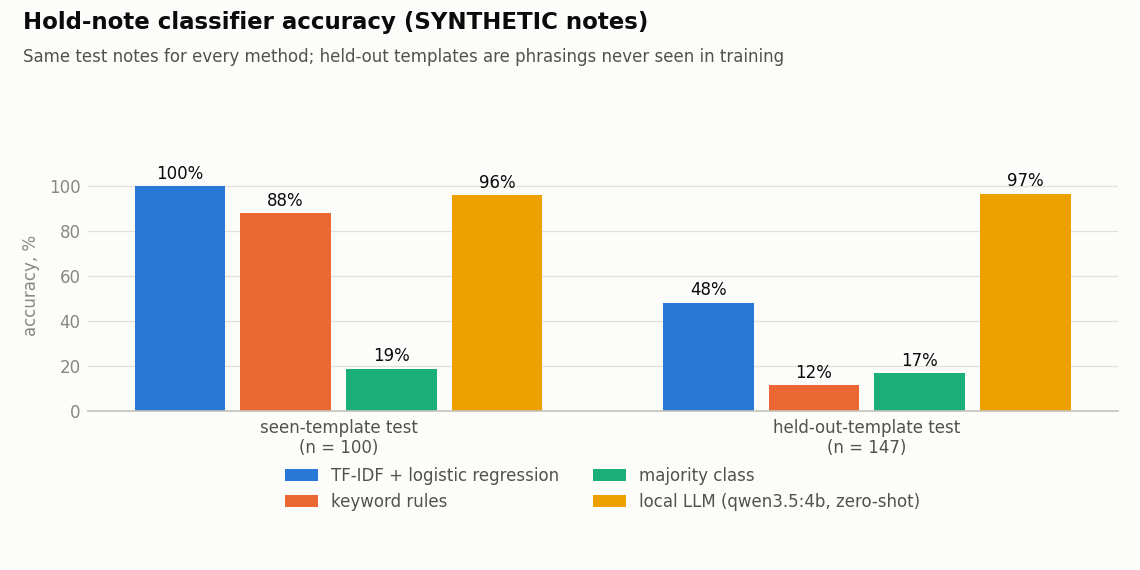 Hold-note classifier accuracy (SYNTHETIC notes)
Same test notes for every method; held-out templates are phrasings never seen in training
accuracy, %
100
80
60
40
20
0
100%
88%
19%
96%
48%
12%
17%
97%
seen-template test
(n = 100)
held-out-template test
(n = 147)
TF-IDF + logistic regression
keyword rules
majority class
local LLM (qwen3.5:4b, zero-shot)